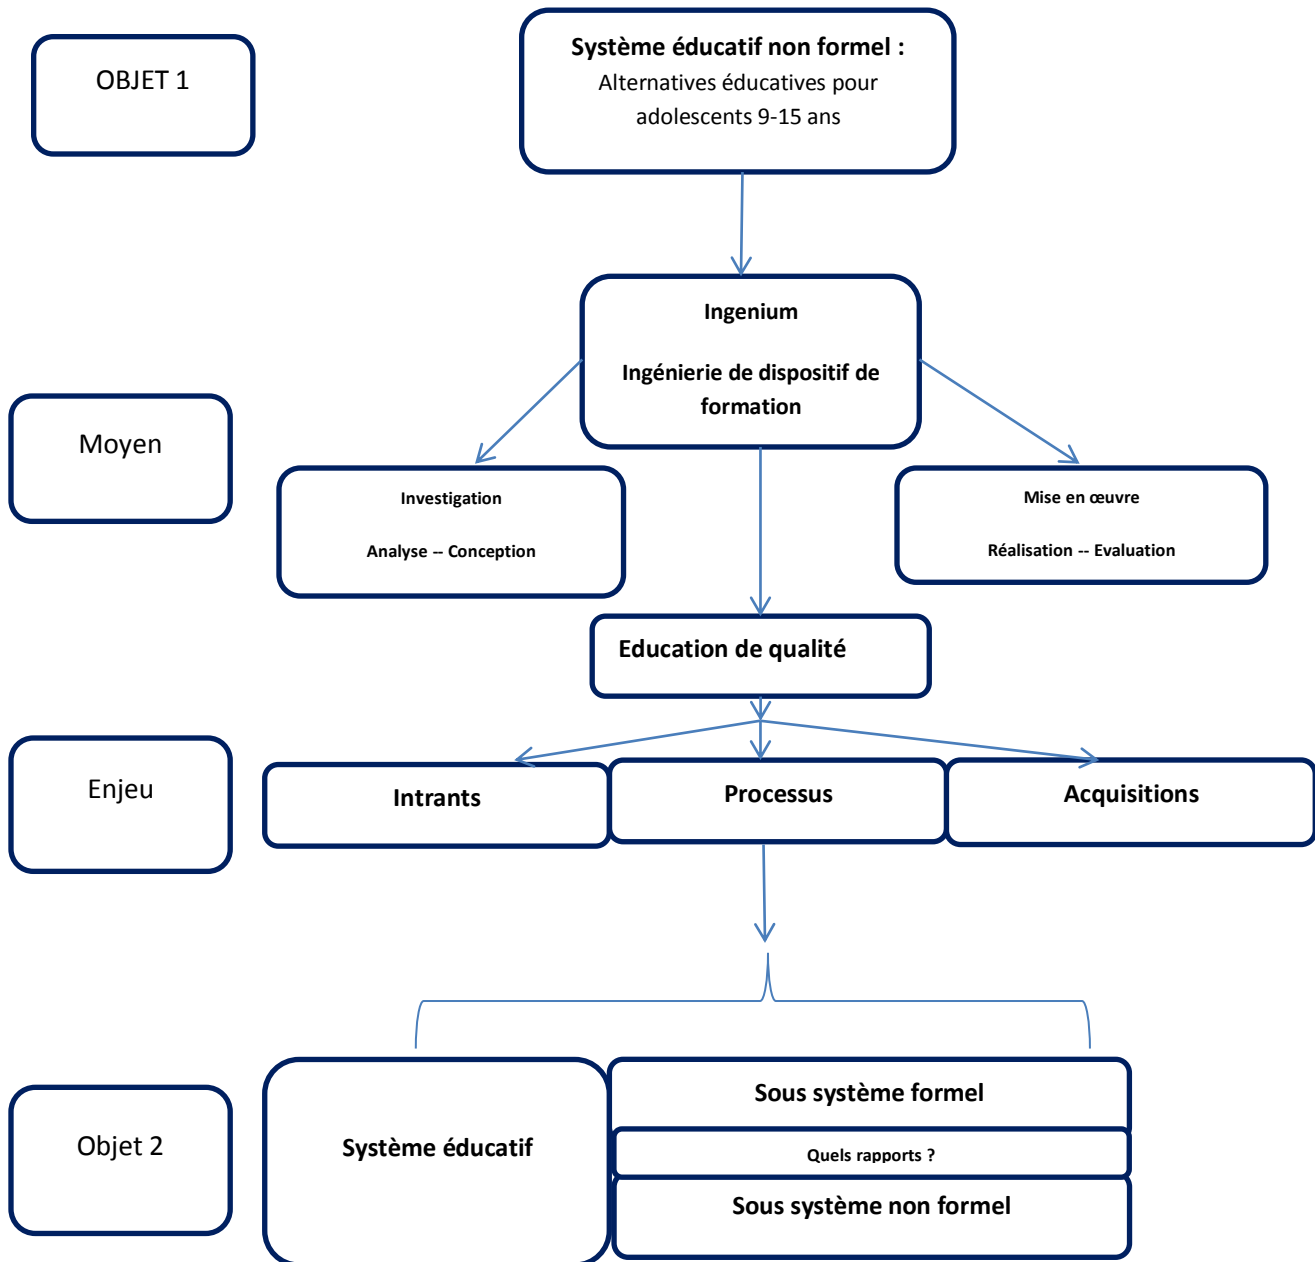 OBJET 1
Système éducatif non formel :
Alternatives éducatives pour
adolescents 9-15 ans
Ingenium
Ingénierie de dispositif de
formation
Moyen
Investigation
Analyse -- Conception
Mise en œuvre
Réalisation -- Evaluation
Education de qualité
Enjeu
Intrants
Processus
Acquisitions
Objet 2
Système éducatif
Sous système formel
Quels rapports ?
Sous système non formel